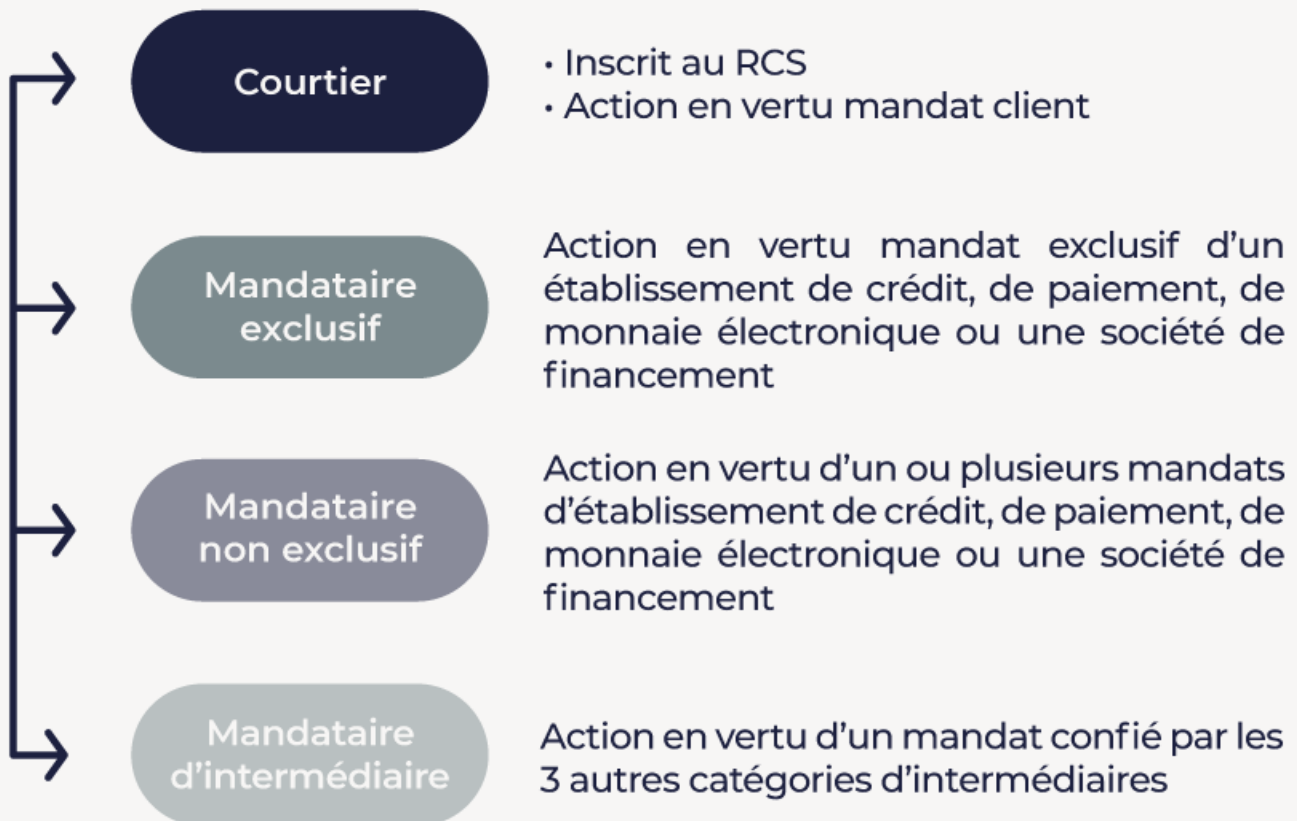 Courtier
• Inscrit au RCS
• Action en vertu mandat client
Mandataire
exclusif
Action en vertu mandat exclusif d’un
établissement de crédit, de paiement, de
monnaie électronique ou une société de
financement
Mandataire
non exclusif
Action en vertu d’un ou plusieurs mandats
d’établissement de crédit, de paiement, de
monnaie électronique ou une société de
financement
Mandataire
d’intermédiaire
Action en vertu d’un mandat confié par les
3 autres catégories d’intermédiaires